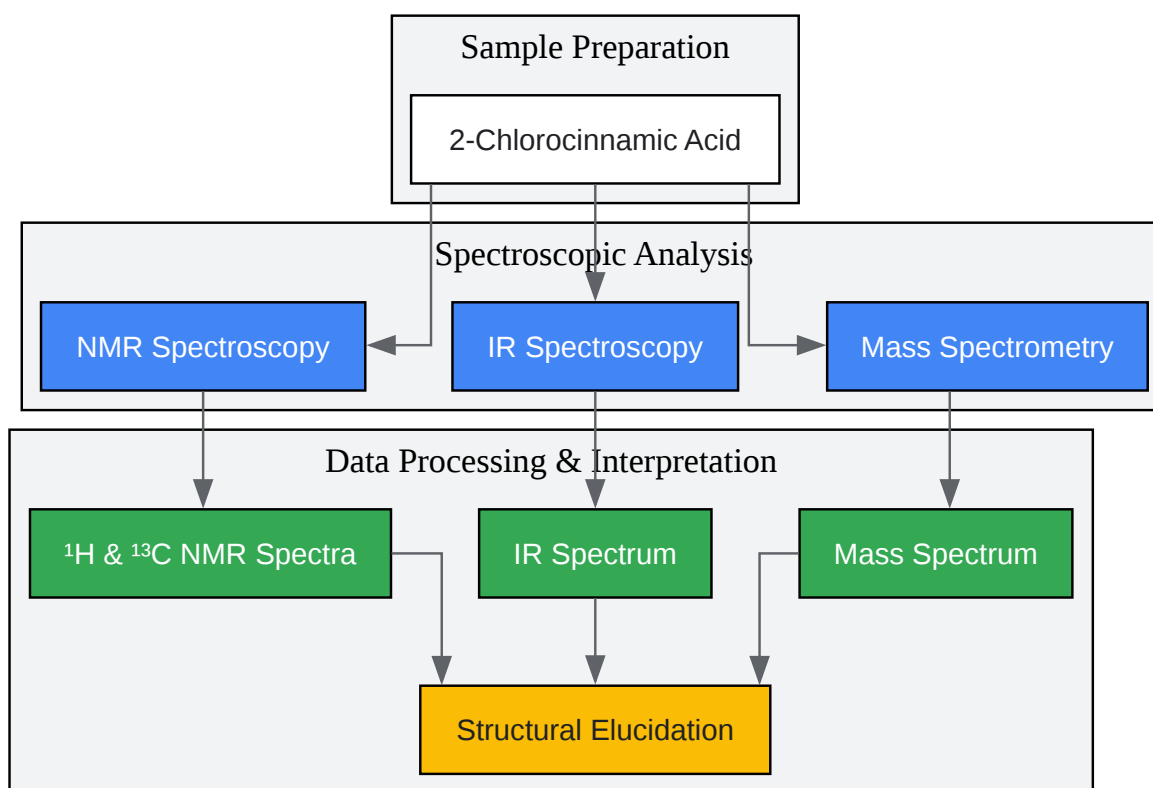 Sample Preparation
2-Chlorocinnamic Acid
Spectroscopic Analysis
NMR Spectroscopy
IR Spectroscopy
Mass Spectrometry
Data Processing & Interpretation
¹H & ¹³C NMR Spectra
IR Spectrum
Mass Spectrum
Structural Elucidation